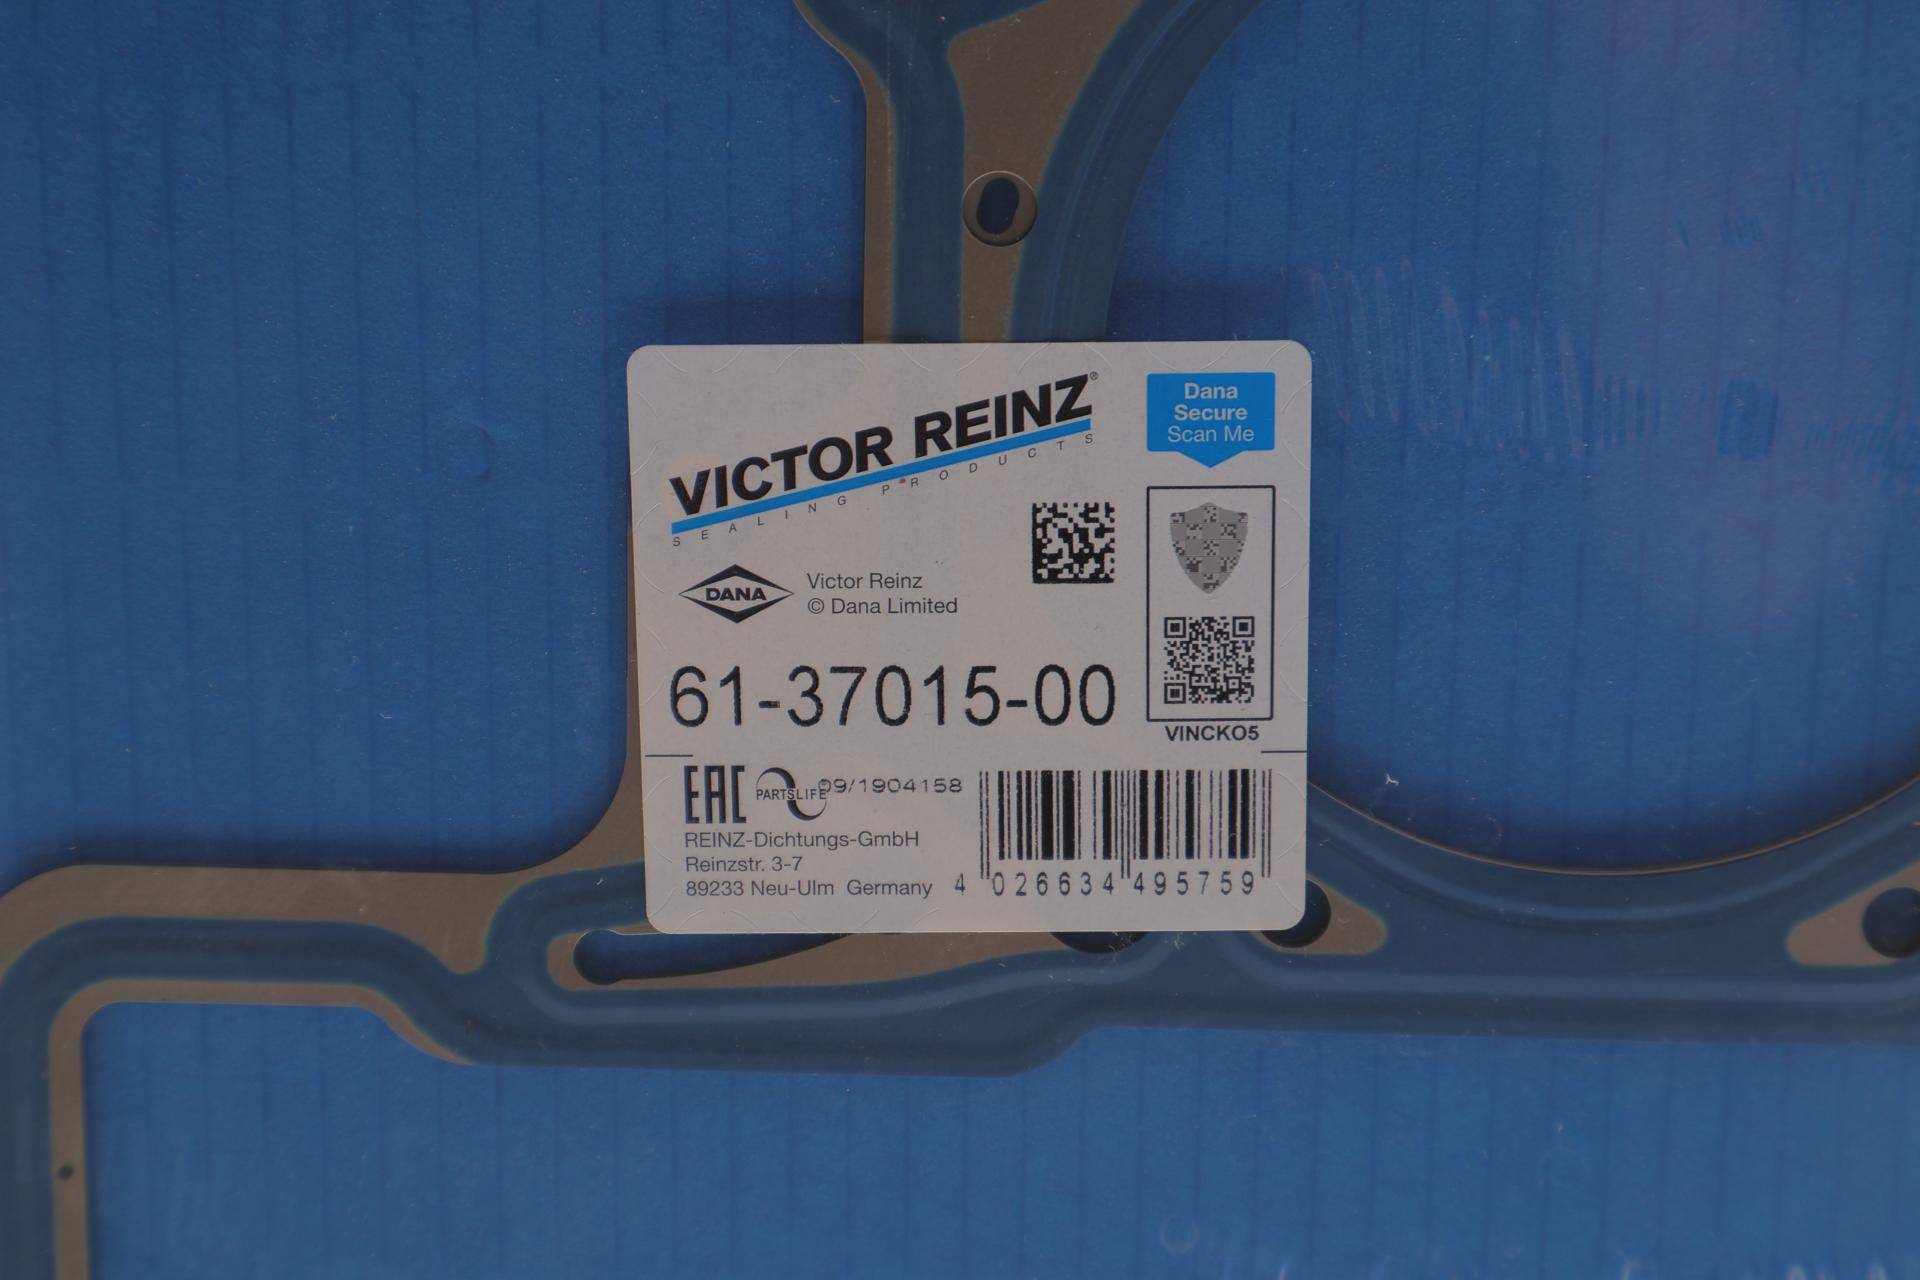 VICTOR REINZ®
SEALING PRODUCTS
Dana
Secure
Scan Me
DANA
Victor Reinz
© Dana Limited
61-37015-00
VINCKO5
EAC
PARTSLIFE
09/1904158
REINZ-Dichtungs-GmbH
Reinzstr. 3-7
89233 Neu-Ulm Germany
4 026634 495759